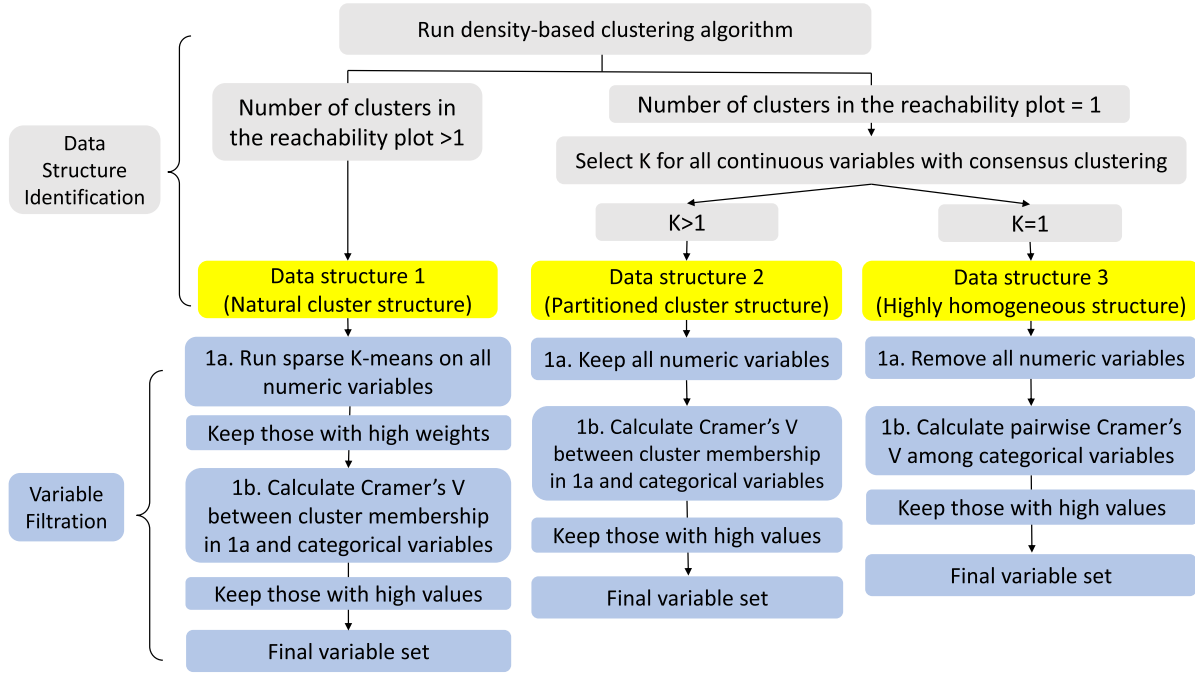 Run density-based clustering algorithm
Number of clusters in
the reachability plot >1
Number of clusters in the reachability plot = 1
Data
Structure
Identification
Select K for all continuous variables with consensus clustering
K>1
K=1
Data structure 1
(Natural cluster structure)
Data structure 2
(Partitioned cluster structure)
Data structure 3
(Highly homogeneous structure)
1a. Run sparse K-means on all
numeric variables
Keep those with high weights
1b. Calculate Cramer’s V
between cluster membership
in 1a and categorical variables
Keep those with high values
Final variable set
1a. Keep all numeric variables
1b. Calculate Cramer’s V
between cluster membership
in 1a and categorical variables
Keep those with high values
Final variable set
1a. Remove all numeric variables
1b. Calculate pairwise Cramer’s
V among categorical variables
Keep those with high values
Final variable set
Variable
Filtration